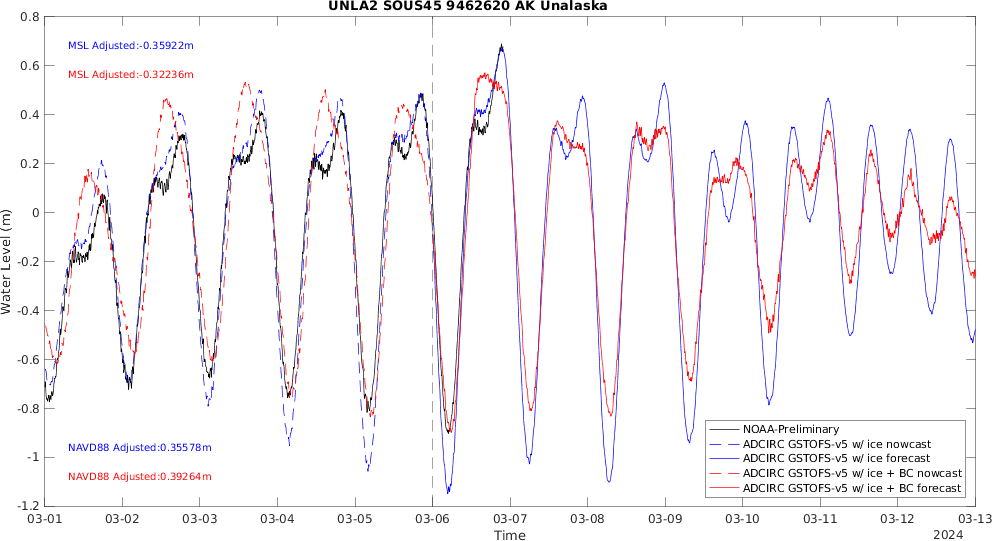 UNLA2 SOUS45 9462620 AK Unalaska
0.8
0.6
0.4
0.2
0
-0.2
-0.4
-0.6
-0.8
-1
-1.2
Water Level (m)
MSL Adjusted:-0.35922m
MSL Adjusted:-0.32236m
NAVD88 Adjusted:0.35578m
NAVD88 Adjusted:0.39264m
NOAA-Preliminary
ADCIRC GSTOFS-v5 w/ ice nowcast
ADCIRC GSTOFS-v5 w/ ice forecast
ADCIRC GSTOFS-v5 w/ ice + BC nowcast
ADCIRC GSTOFS-v5 w/ ice + BC forecast
03-01 03-02 03-03 03-04 03-05 03-06 03-07 03-08 03-09 03-10 03-11 03-12 03-13
Time
2024